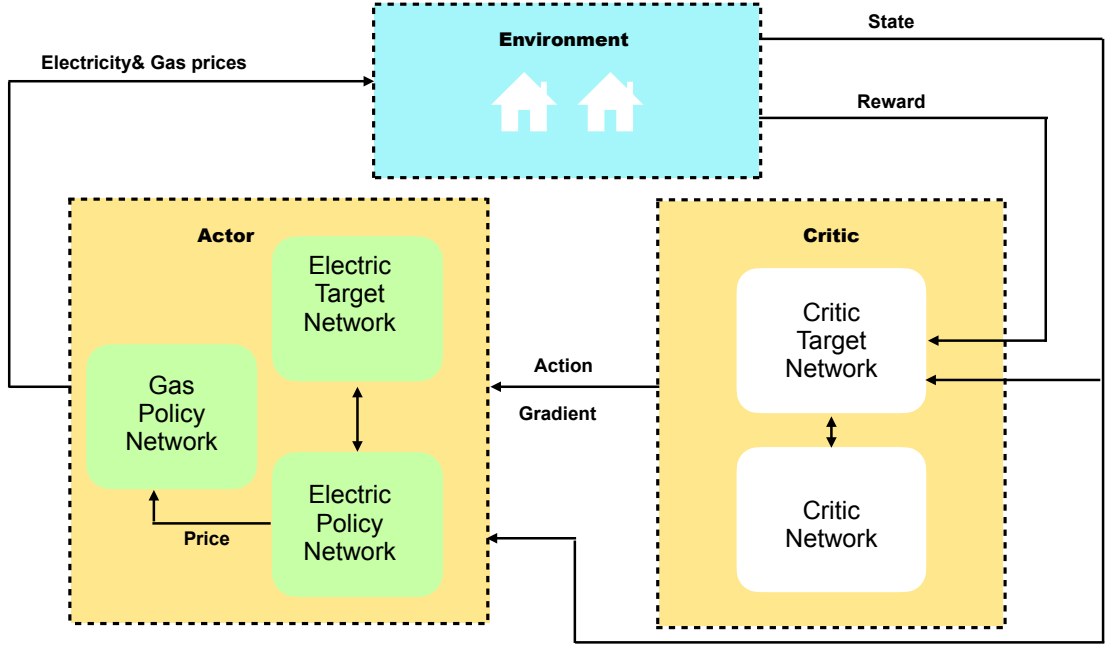 Environment
State
Electricity& Gas prices
Reward
Actor
Critic
Electric
Target
Network
Critic
Target
Network
Gas
Policy
Network
Action
Gradient
Electric
Policy
Network
Price
Critic
Network